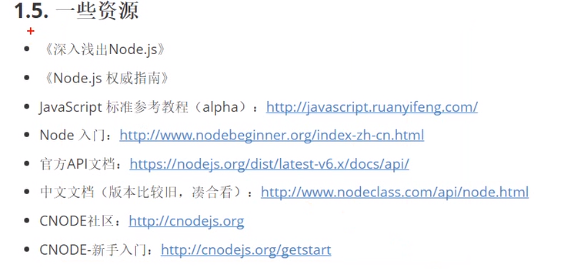 1.5. 一些资源
《深入浅出Node.js》
《Node.js 权威指南》
JavaScript 标准参考教程（alpha）：http://javascript.ruanyifeng.com/
Node 入门：http://www.nodebeginner.org/index-zh-cn.html
官方API文档：https://nodejs.org/dist/latest-v6.x/docs/api/
中文文档（版本比较旧，凑合看）：http://www.nodeclass.com/api/node.html
CNODE社区：http://cnodejs.org
CNODE-新手入门：http://cnodejs.org/getstart